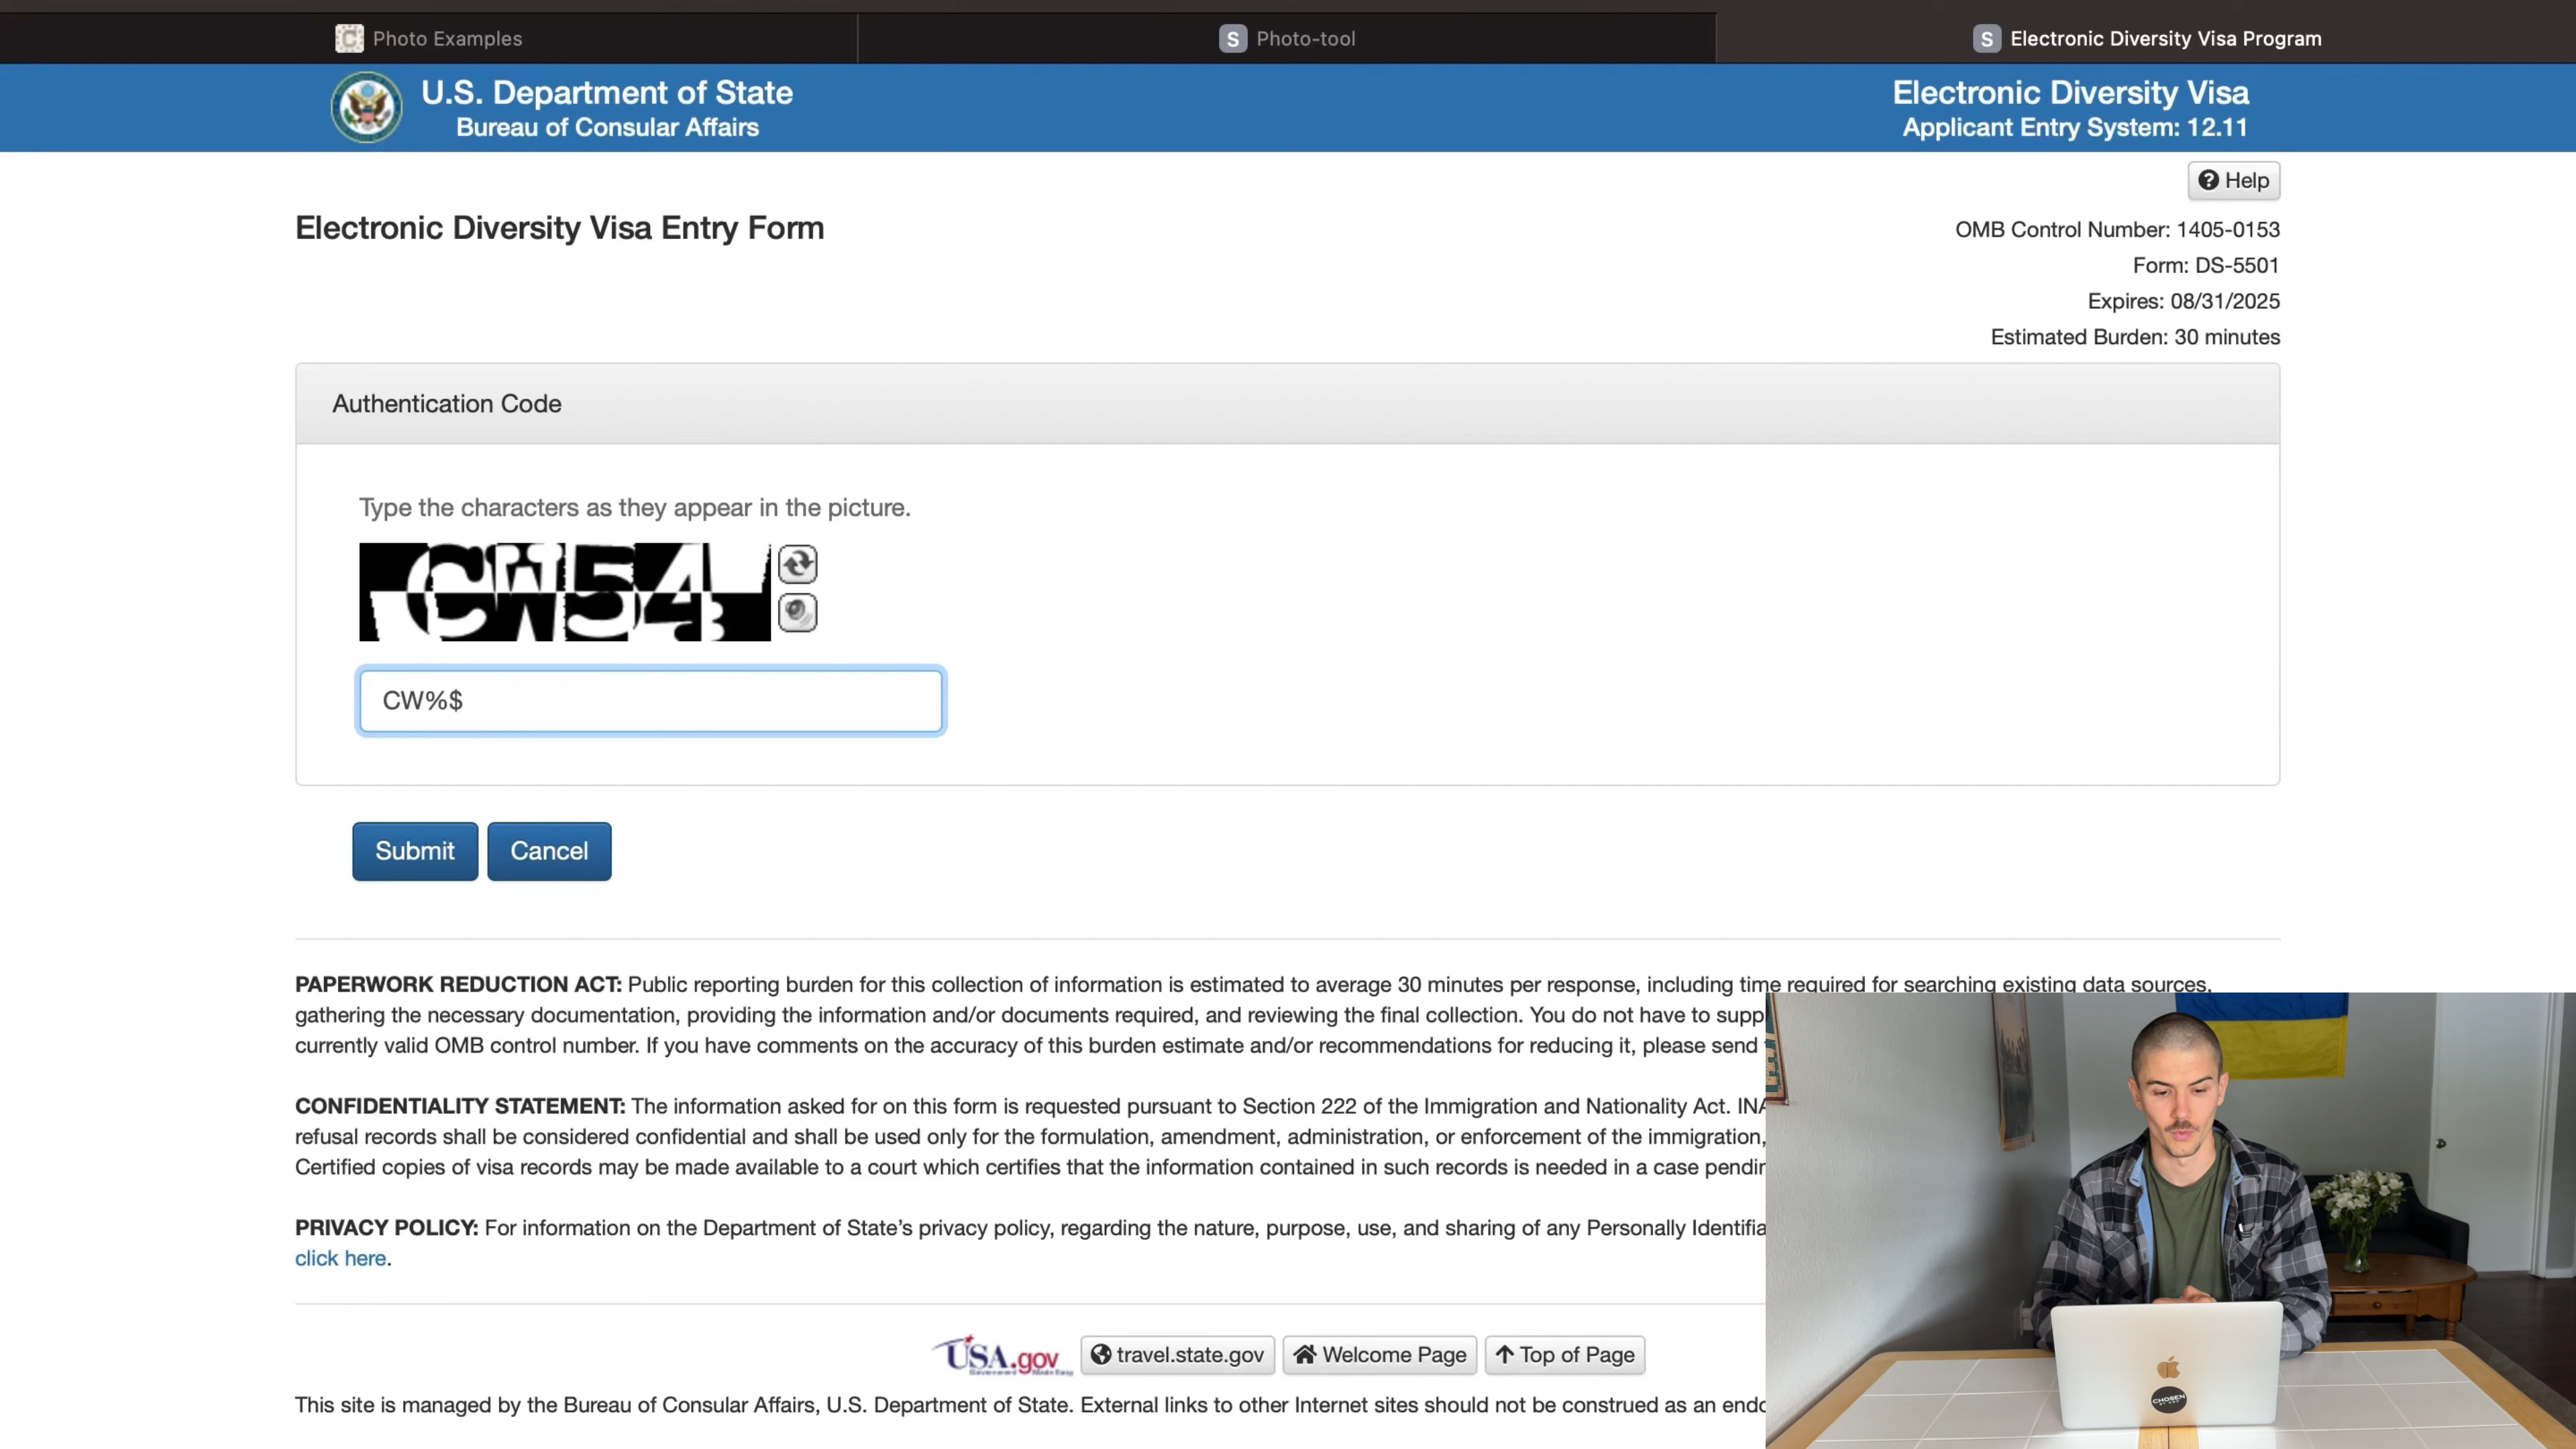 Photo Examples
S Photo-tool
S Electronic Diversity Visa Program
U.S. Department of State
Bureau of Consular Affairs
Electronic Diversity Visa
Applicant Entry System: 12.11
Help
Electronic Diversity Visa Entry Form
OMB Control Number: 1405-0153
Form: DS-5501
Expires: 08/31/2025
Estimated Burden: 30 minutes
Authentication Code
Type the characters as they appear in the picture.
CW54
CW%$
Submit Cancel
PAPERWORK REDUCTION ACT: Public reporting burden for this collection of information is estimated to average 30 minutes per response, including time required for searching existing data sources,
gathering the necessary documentation, providing the information and/or documents required, and reviewing the final collection. You do not have to supp
currently valid OMB control number. If you have comments on the accuracy of this burden estimate and/or recommendations for reducing it, please send
CONFIDENTIALITY STATEMENT: The information asked for on this form is requested pursuant to Section 222 of the Immigration and Nationality Act. INA
refusal records shall be considered confidential and shall be used only for the formulation, amendment, administration, or enforcement of the immigration,
Certified copies of visa records may be made available to a court which certifies that the information contained in such records is needed in a case pendin
PRIVACY POLICY: For information on the Department of State's privacy policy, regarding the nature, purpose, use, and sharing of any Personally Identifia
click here.
USA.gov travel.state.gov Welcome Page Top of Page
This site is managed by the Bureau of Consular Affairs, U.S. Department of State. External links to other Internet sites should not be construed as an endo
CHOSEN